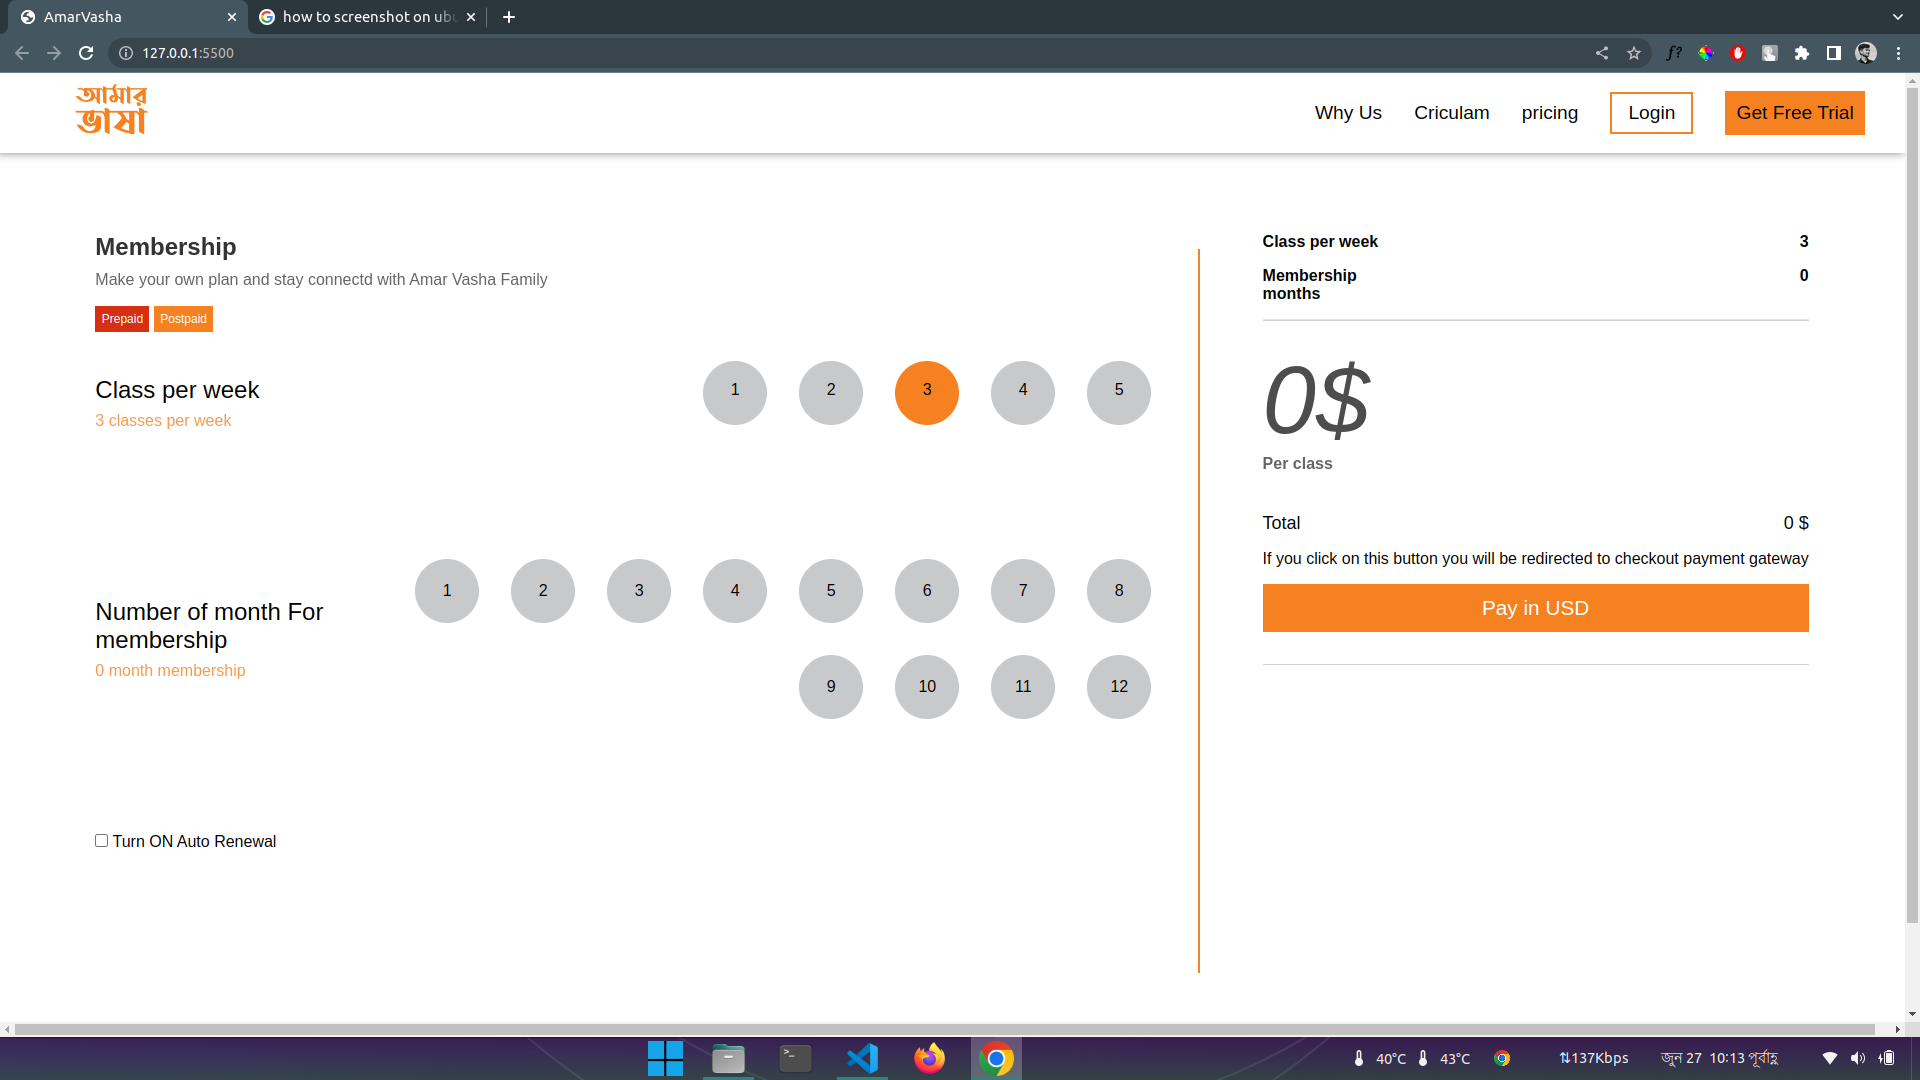 AmarVasha
how to screenshot on ubu
127.0.0.1:5500
f?
আমার
ভাষা
Why Us
Criculam
pricing
Login
Get Free Trial
Membership
Make your own plan and stay connectd with Amar Vasha Family
Prepaid Postpaid
Class per week
3 classes per week
1 2 3 4 5
Number of month For
membership
0 month membership
1 2 3 4 5 6 7 8
9 10 11 12
Turn ON Auto Renewal
Class per week 3
Membership
months
0
0$
Per class
Total 0 $
If you click on this button you will be redirected to checkout payment gateway
Pay in USD
40°C 43°C ⇅137Kbps জুন 27 10:13 পূর্বাহ্ণ